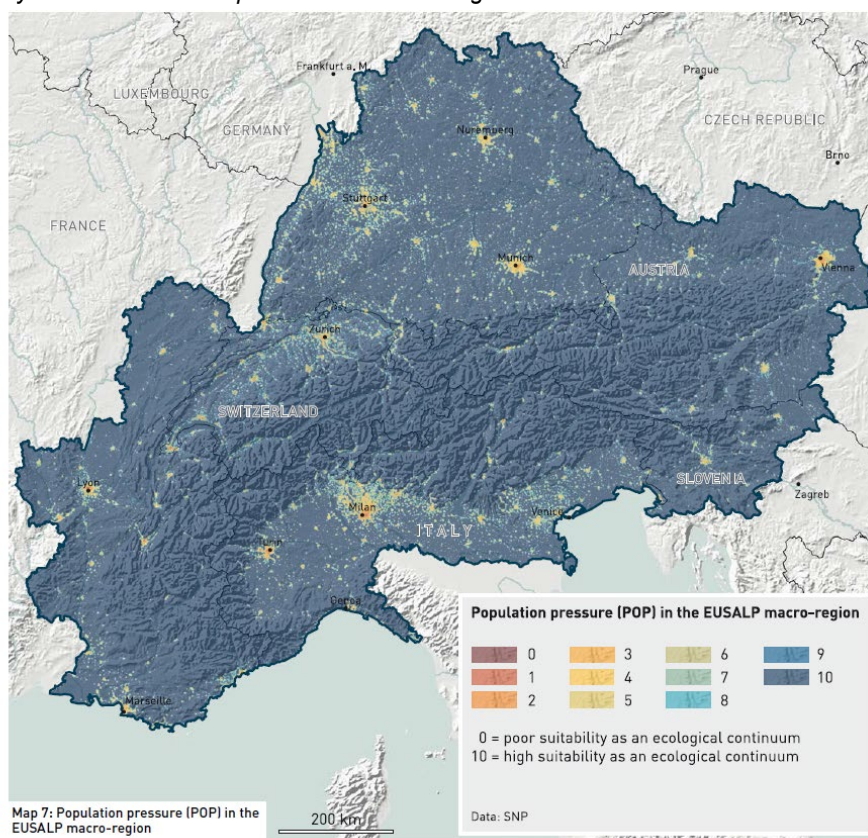 Frankfurt a. M.
Prague
LUXEMBOURG
GERMANY
CZECH REPUBLIC
Nuremberg
Brno
Stuttgart
FRANCE
Munich
AUSTRIA
Vienna
Zürich
SWITZERLAND
SLOVENIA
Lyon
Zagreb
Milan
Venice
ITALY
Turin
Genoa
Marseille
Population pressure (POP) in the EUSALP macro-region
0 3 6 9
1 4 7 10
2 5 8
0 = poor suitability as an ecological continuum
10 = high suitability as an ecological continuum
Data: SNP
Map 7: Population pressure (POP) in the
EUSALP macro-region
200 km